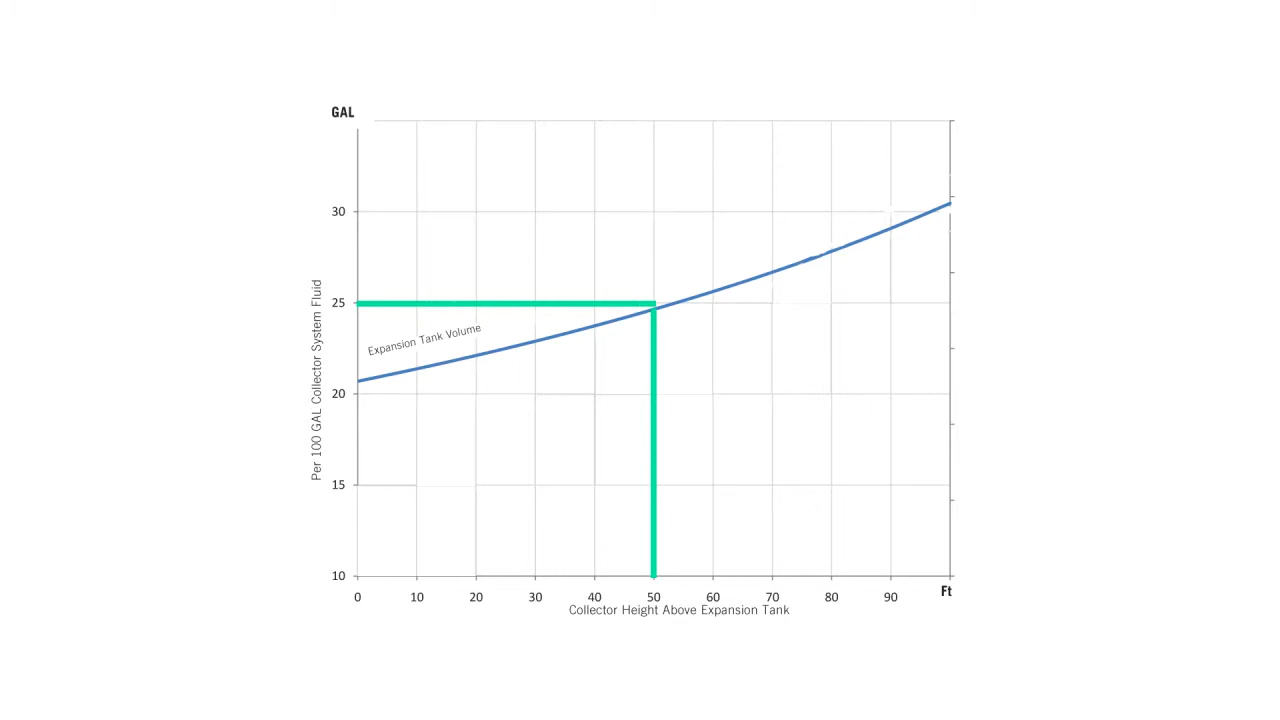 GAL
30
25
20
15
10
Per 100 GAL Collector System Fluid
Expansion Tank Volume
0 10 20 30 40 50 60 70 80 90 Ft
Collector Height Above Expansion Tank